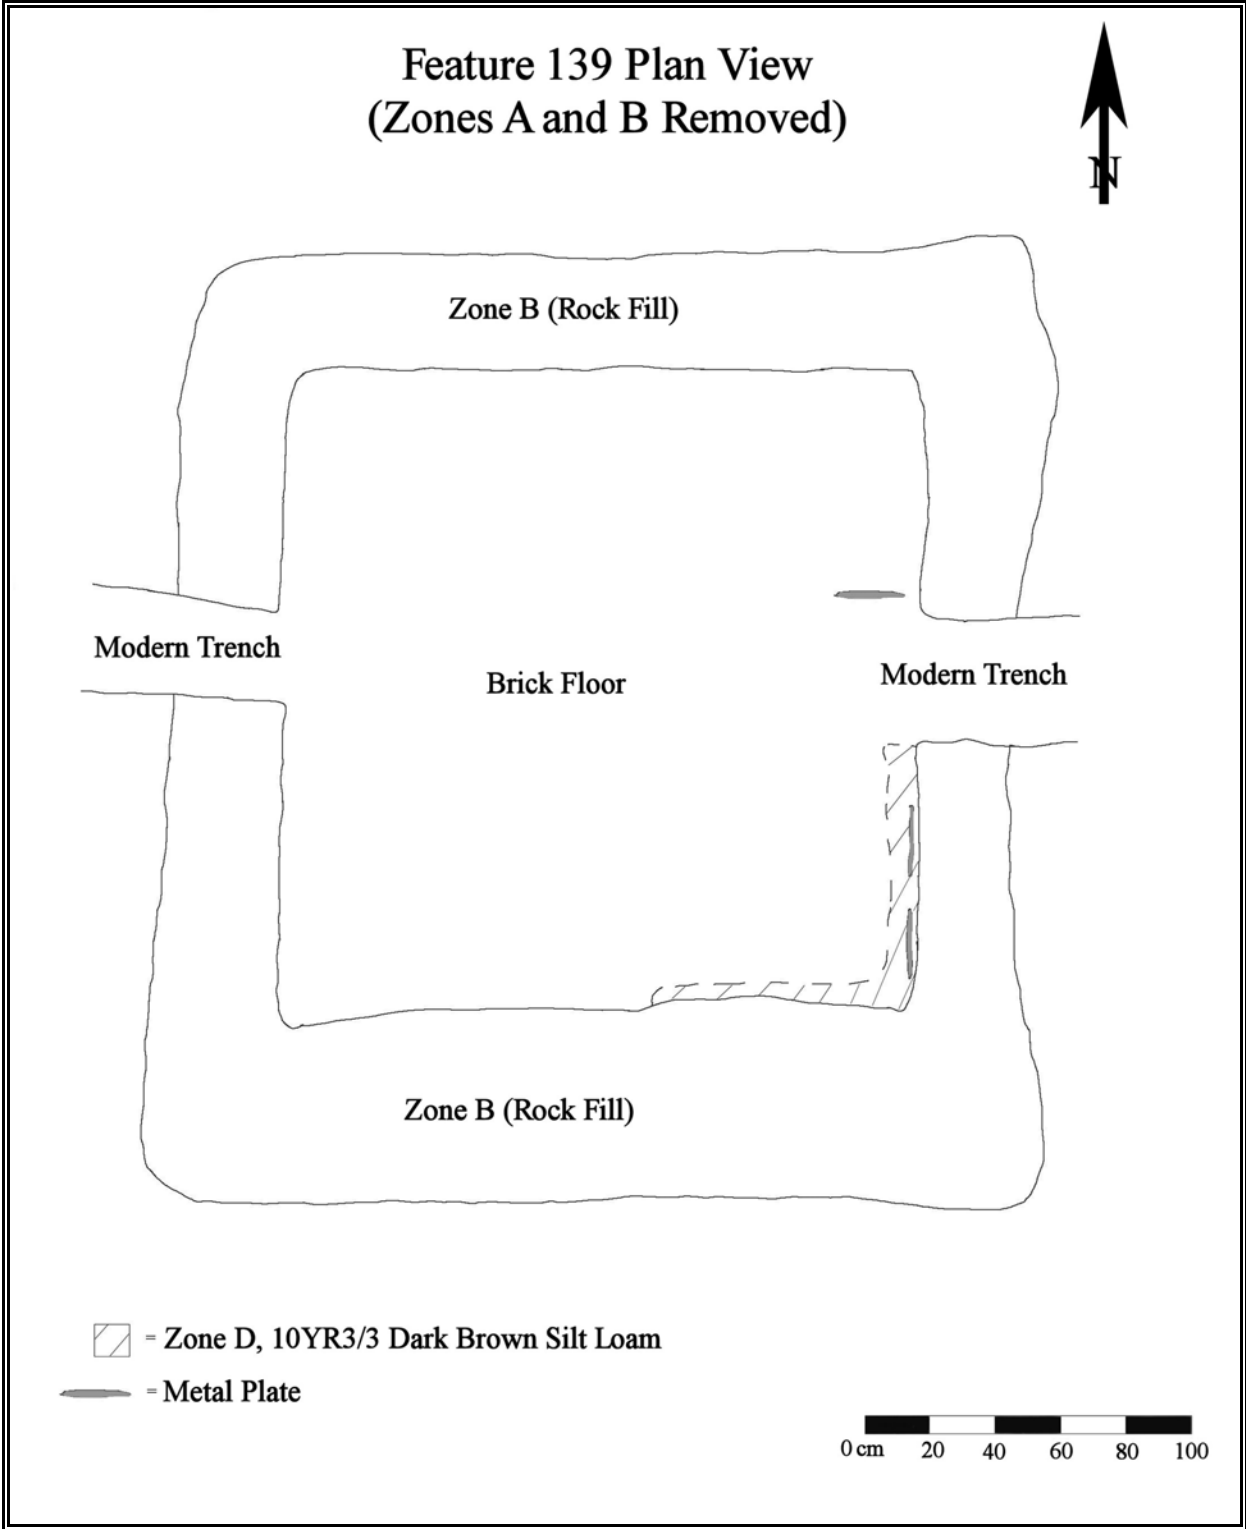 Feature 139 Plan View
(Zones A and B Removed)
N
Zone B (Rock Fill)
Modern Trench
Brick Floor
Modern Trench
Zone B (Rock Fill)
= Zone D, 10YR3/3 Dark Brown Silt Loam
= Metal Plate
0 cm 20 40 60 80 100